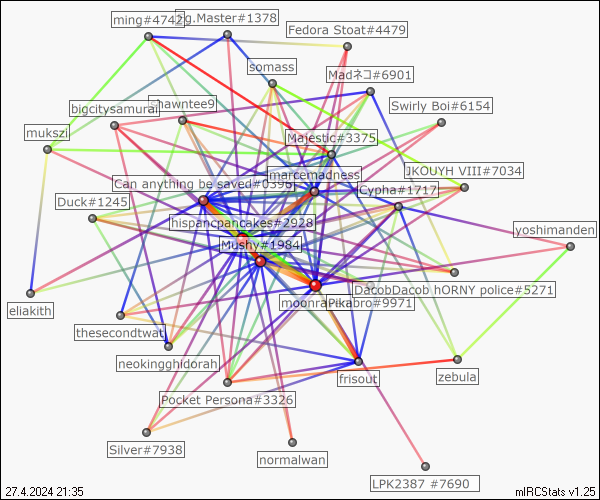 ming#4742
g.Master#1378
Fedora Stoat#4479
somass
Madネコ#6901
bigcitysamurai
hawntee9
Swirly Boi#6154
mukszi
Majestic#3375
marcemadness
JKOUYH VIII#7034
Can anything be saved#0396
Cypha#1717
Duck#1245
hispancpancakes#2928
yoshimanden
Mushy#1984
DacobDacob hORNY police#5271
eliakith
moonra
Pikabro#9971
thesecondtwat
neokingghidorah
frisout
zebula
Pocket Persona#3326
Silver#7938
normalwan
LPK2387 #7690
27.4.2024 21:35
mIRCStats v1.25